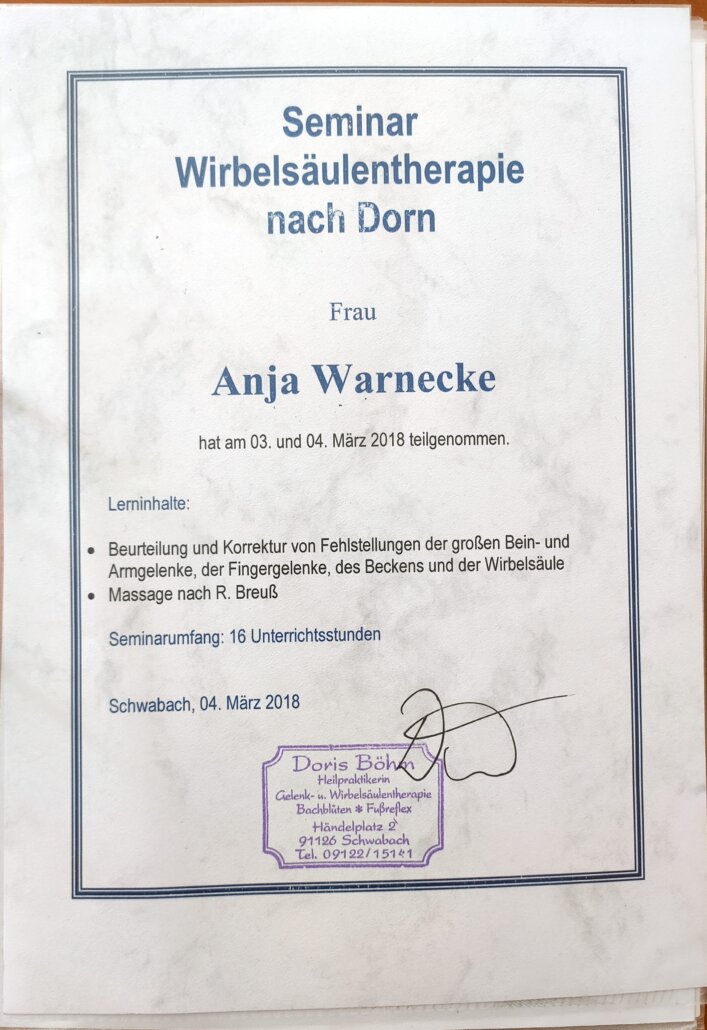 Seminar
Wirbelsäulentherapie
nach Dorn
Frau
Anja Warnecke
hat am 03. und 04. März 2018 teilgenommen.
Lerninhalte:
• Beurteilung und Korrektur von Fehlstellungen der großen Bein- und
Armgelenke, der Fingergelenke, des Beckens und der Wirbelsäule
• Massage nach R. Breuß
Seminarumfang: 16 Unterrichtsstunden
Schwabach, 04. März 2018
Doris Böhm
Heilpraktikerin
Gelenk- u. Wirbelsäulentherapie
Bachblüten * Fußreflex
Händelplatz 2
91126 Schwabach
Tel. 09122/